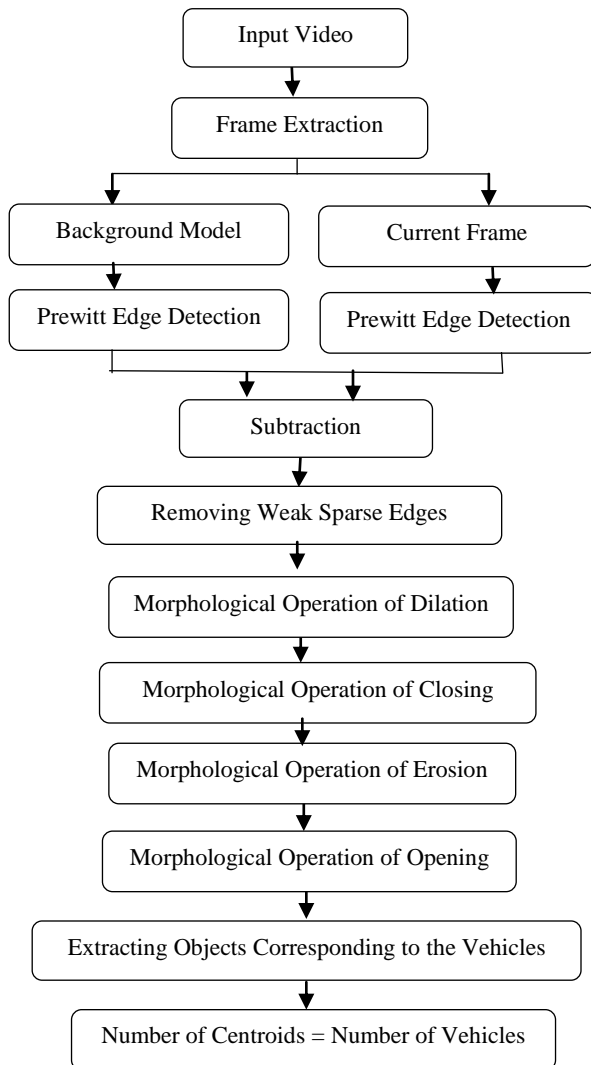 Input Video
Frame Extraction
Background Model
Current Frame
Prewitt Edge Detection
Prewitt Edge Detection
Subtraction
Removing Weak Sparse Edges
Morphological Operation of Dilation
Morphological Operation of Closing
Morphological Operation of Erosion
Morphological Operation of Opening
Extracting Objects Corresponding to the Vehicles
Number of Centroids = Number of Vehicles